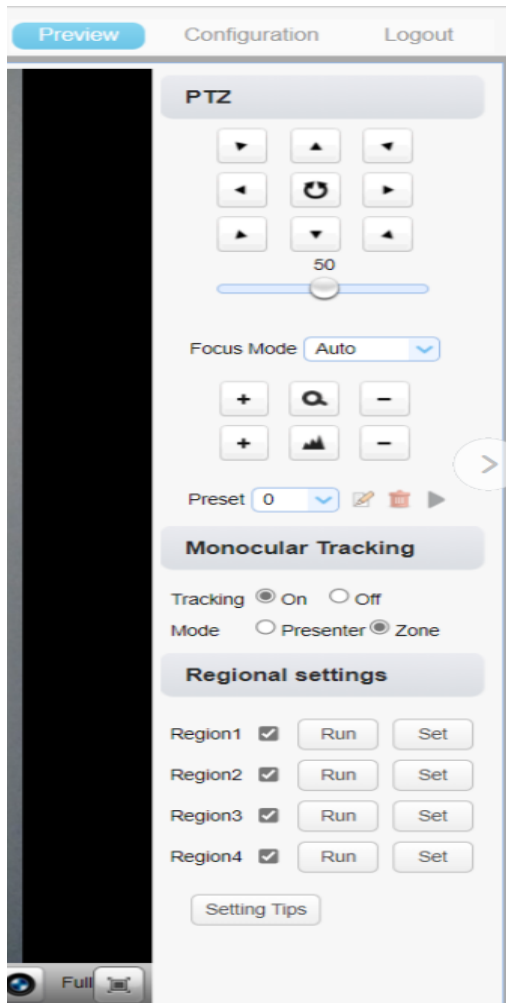 Preview Configuration Logout
PTZ
50
Focus Mode Auto
+ −
+ −
Preset 0
Monocular Tracking
Tracking On Off
Mode Presenter Zone
Regional settings
Region1 Run Set
Region2 Run Set
Region3 Run Set
Region4 Run Set
Setting Tips
Full